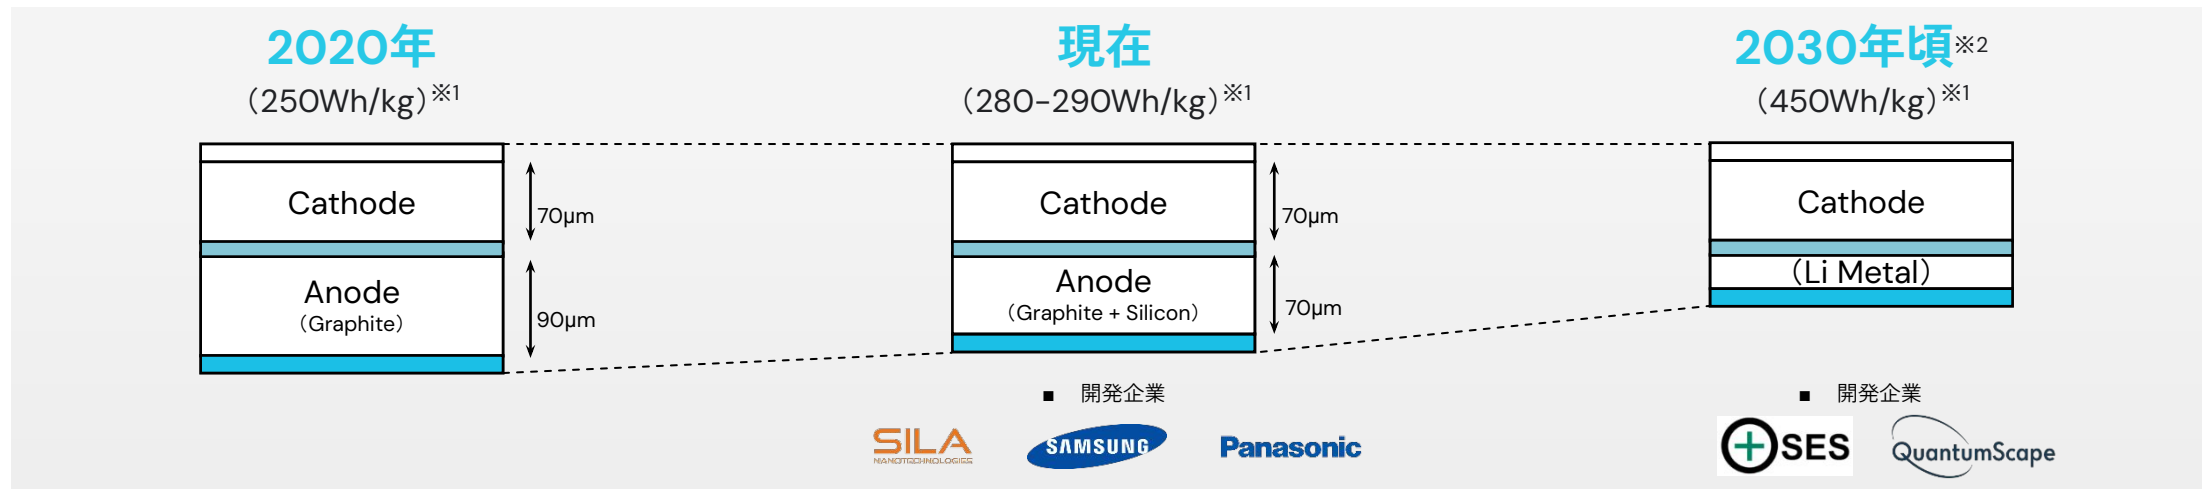 2020年
（250Wh/kg）※1
Cathode
70μm
Anode
（Graphite）
90μm
現在
（280-290Wh/kg）※1
Cathode
70μm
Anode
（Graphite + Silicon）
70μm
■ 開発企業
SILA
NANOTECHNOLOGIES
SAMSUNG
Panasonic
2030年頃※2
（450Wh/kg）※1
Cathode
（Li Metal）
■ 開発企業
SES
QuantumScape